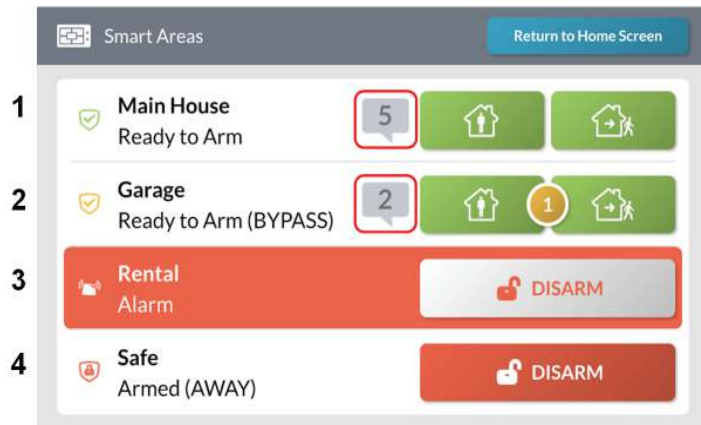 Smart Areas
Return to Home Screen
1
Main House
Ready to Arm
5
2
Garage
Ready to Arm (BYPASS)
2
1
3
Rental
Alarm
DISARM
4
Safe
Armed (AWAY)
DISARM